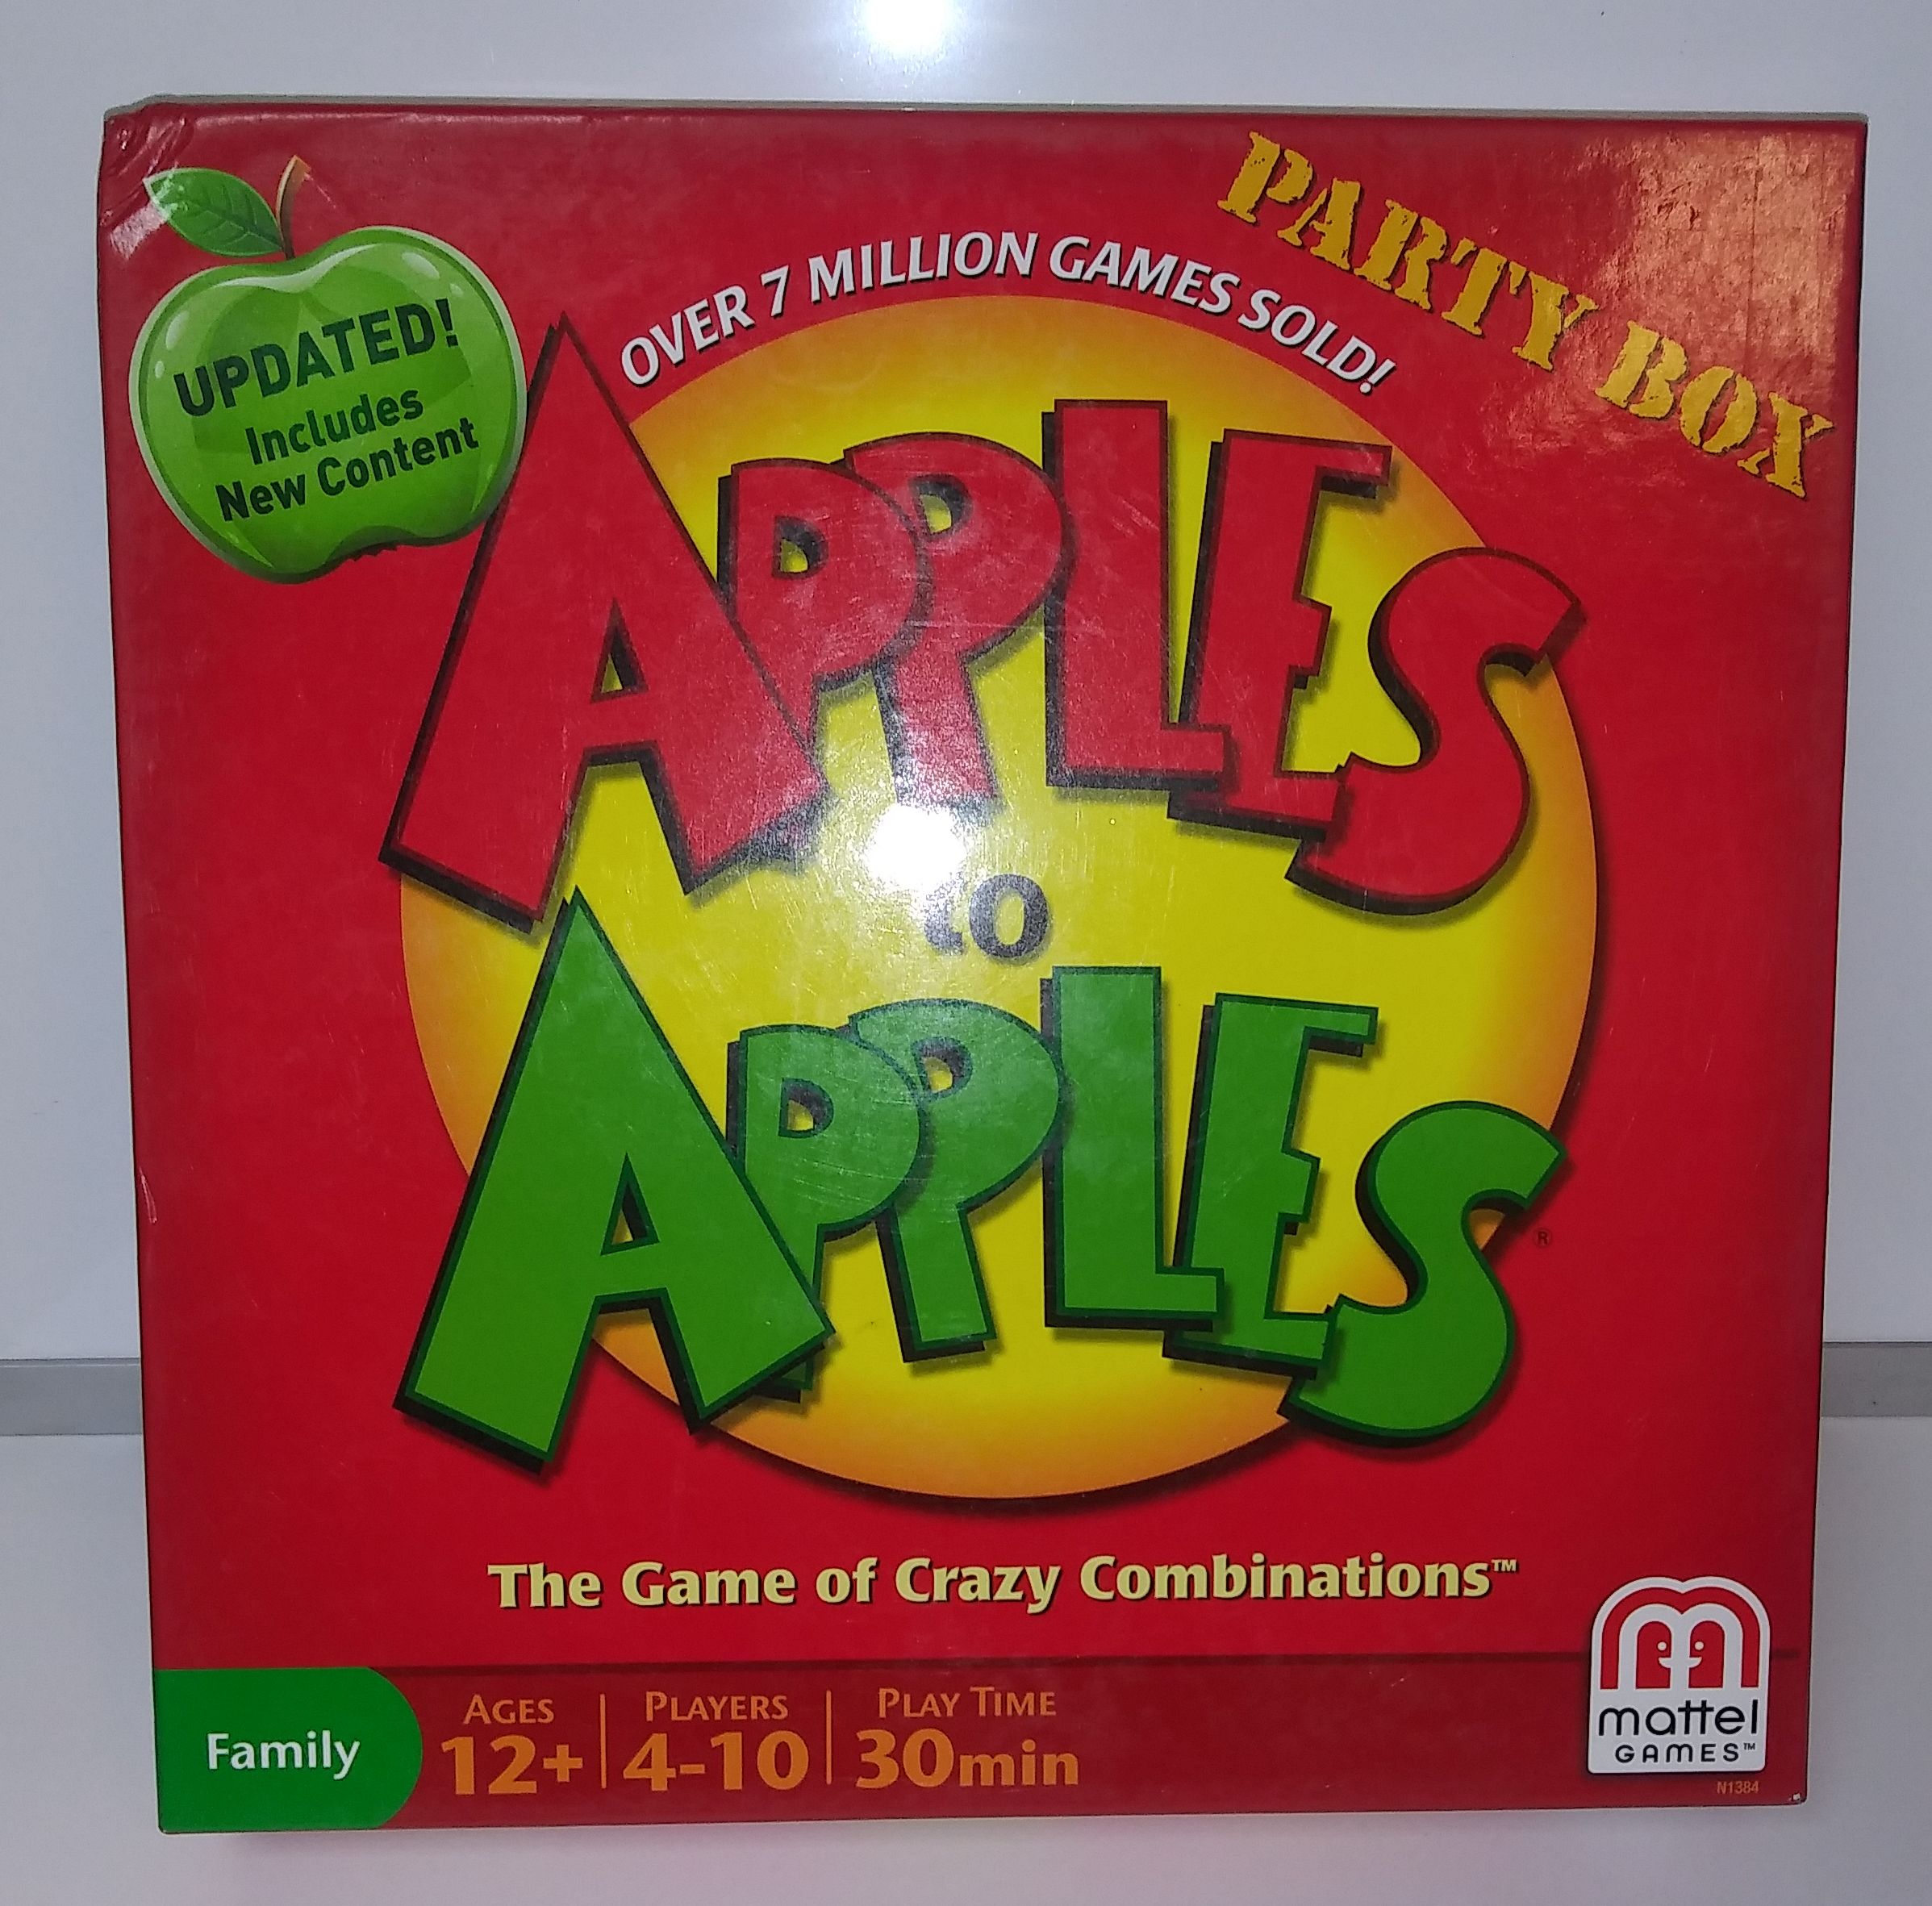 PARTY BOX
OVER 7 MILLION GAMES SOLD!
UPDATED!
Includes
New Content
APPLES
to
APPLES®
The Game of Crazy Combinations™
Family
AGES
12+
PLAYERS
4-10
PLAY TIME
30min
mattel
GAMES™
N1384